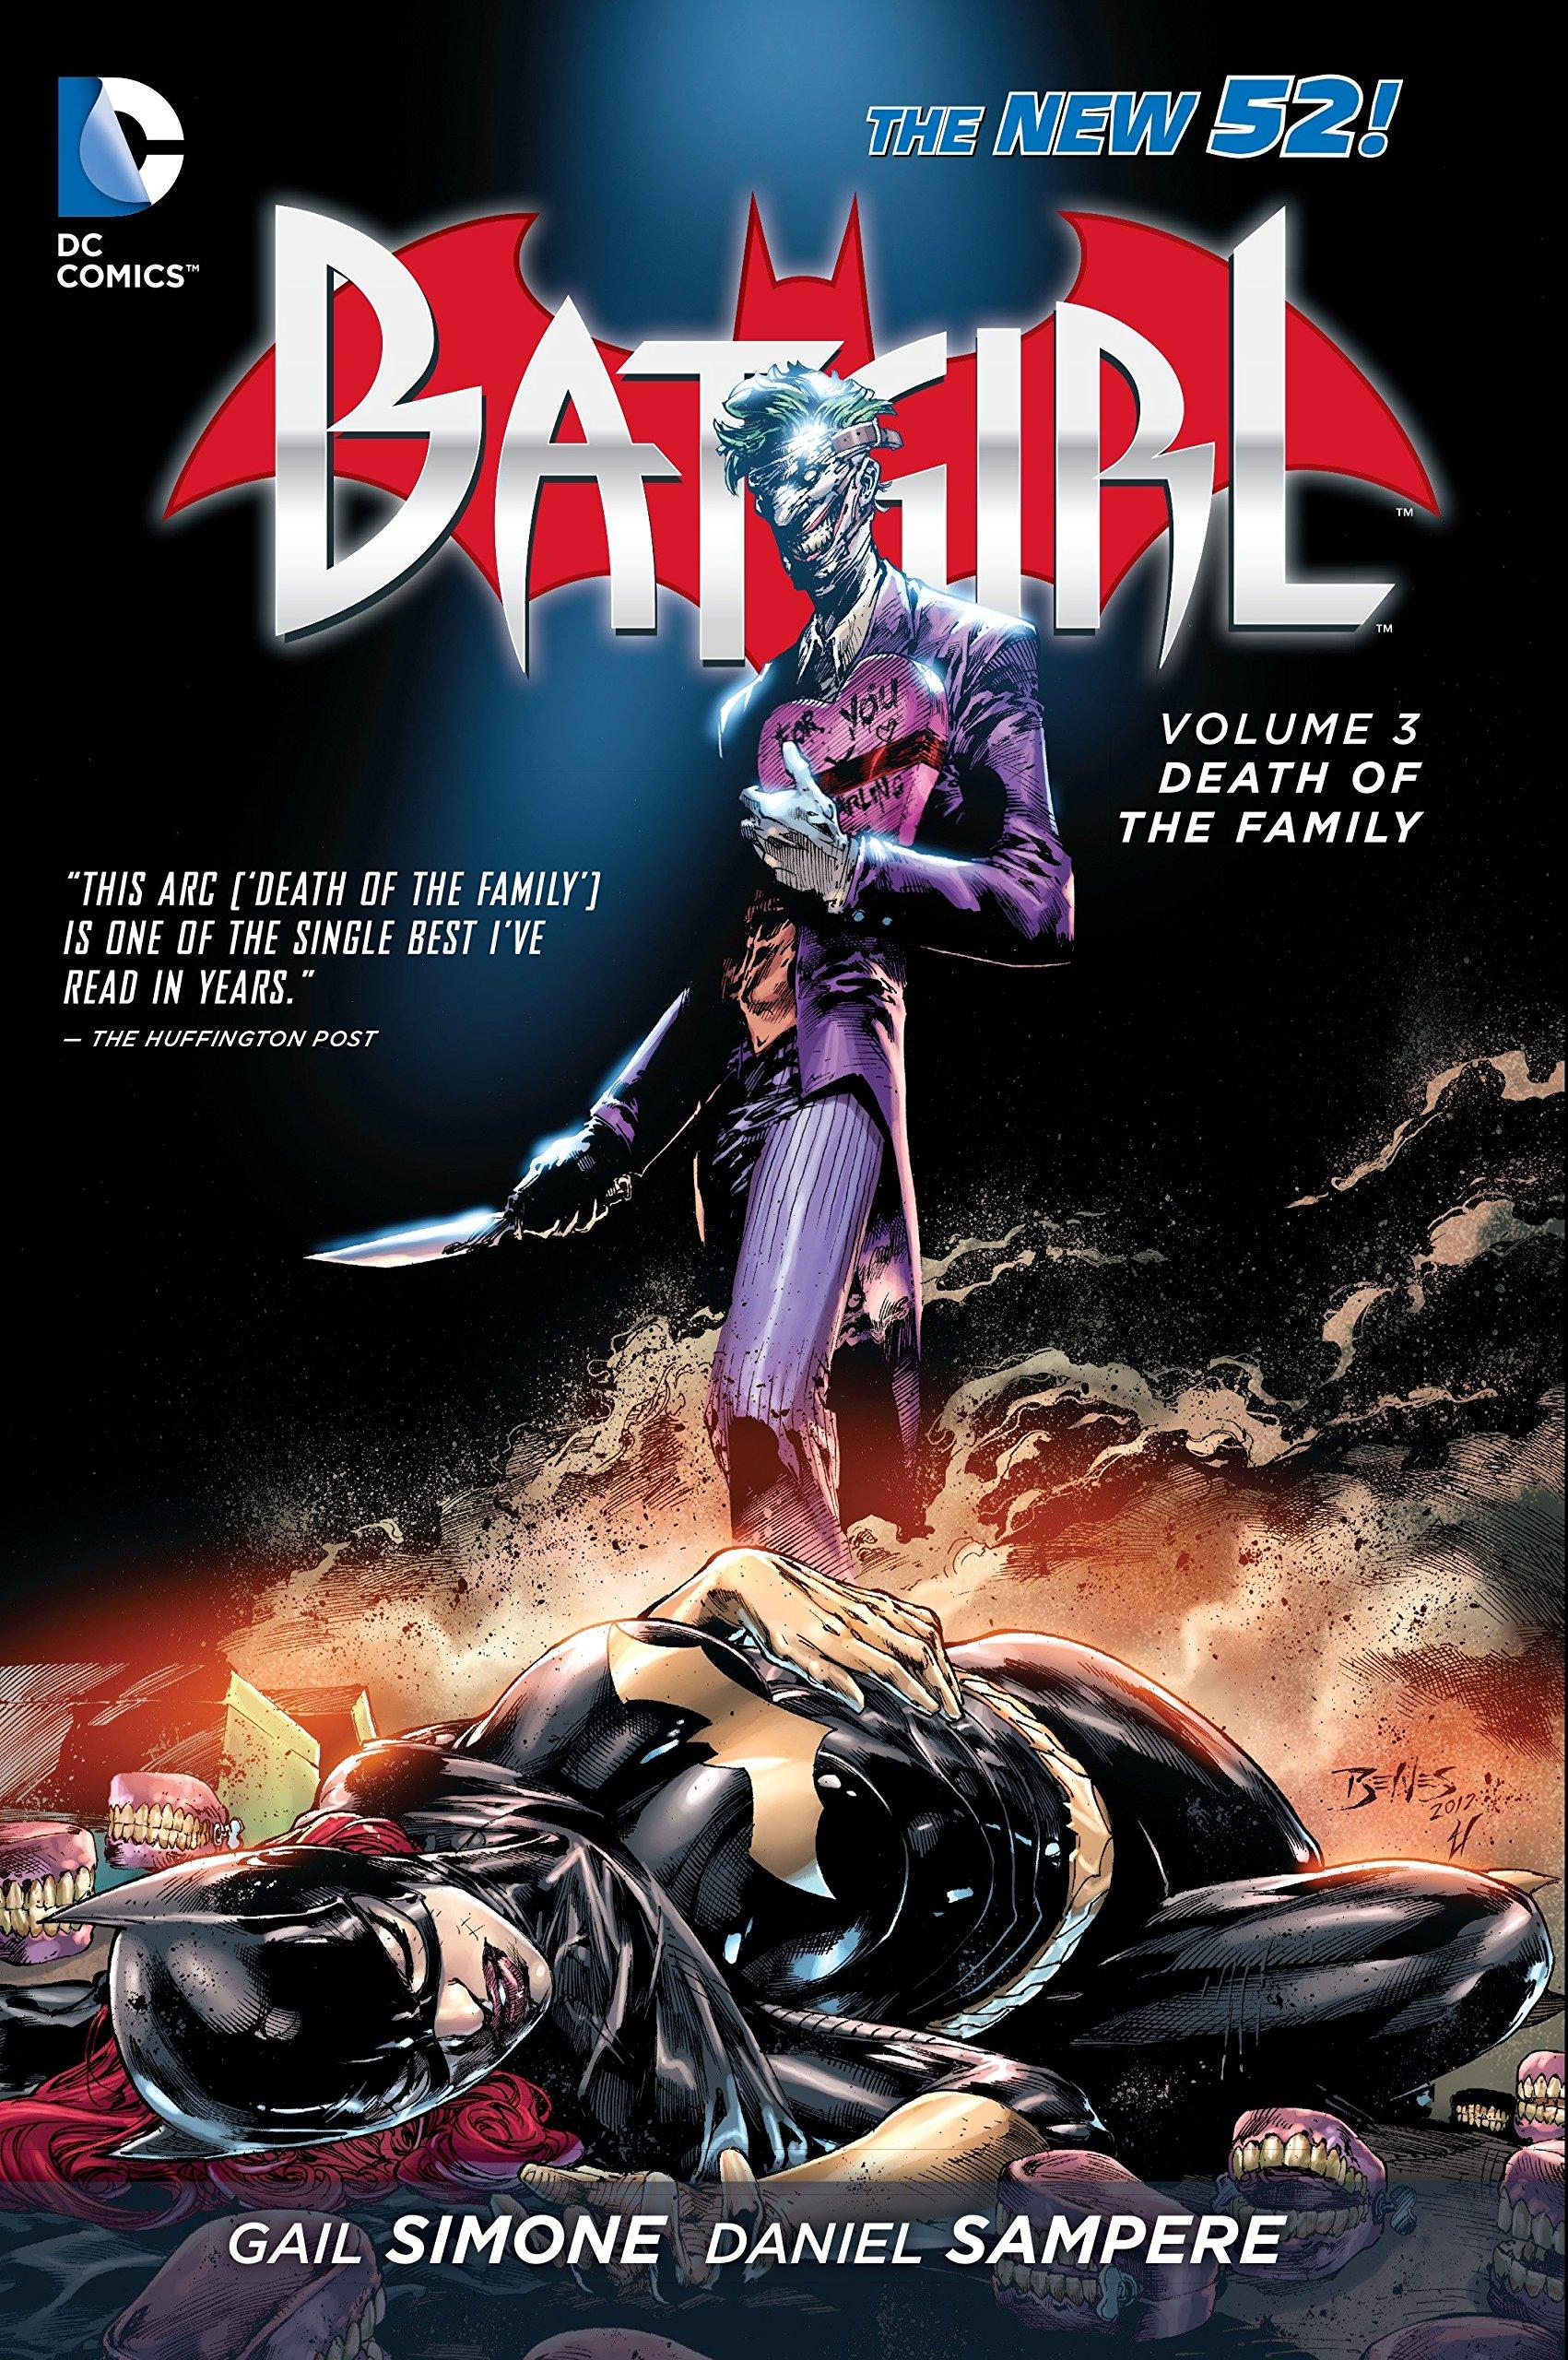 DC
COMICS™
THE NEW 52!
BATGIRL™
™
VOLUME 3
DEATH OF
THE FAMILY
FOR YOU
"THIS ARC ['DEATH OF THE FAMILY']
IS ONE OF THE SINGLE BEST I'VE
READ IN YEARS."
— THE HUFFINGTON POST
BENES
2012
GAIL SIMONE DANIEL SAMPERE